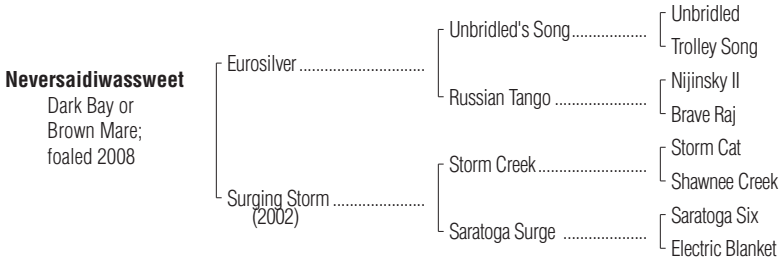 Unbridled
Unbridled's Song....................
Trolley Song
Eurosilver .................................
Neversaidiwassweet
Nijinsky II
Russian Tango ........................
Dark Bay or
Brave Raj
Brown Mare;
foaled 2008
Storm Cat
Storm Creek.............................
Shawnee Creek
Surging Storm ........................
(2002)
Saratoga Six
Saratoga Surge ......................
Electric Blanket